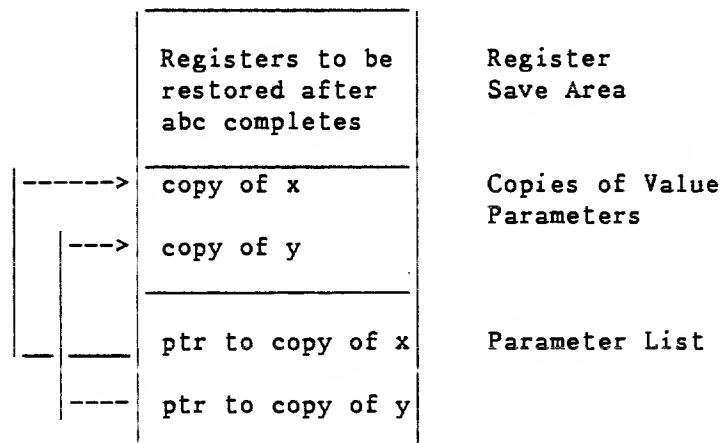 Registers to be Register
restored after Save Area
abc completes
copy of x Copies of Value
Parameters
copy of y
ptr to copy of x Parameter List
ptr to copy of y